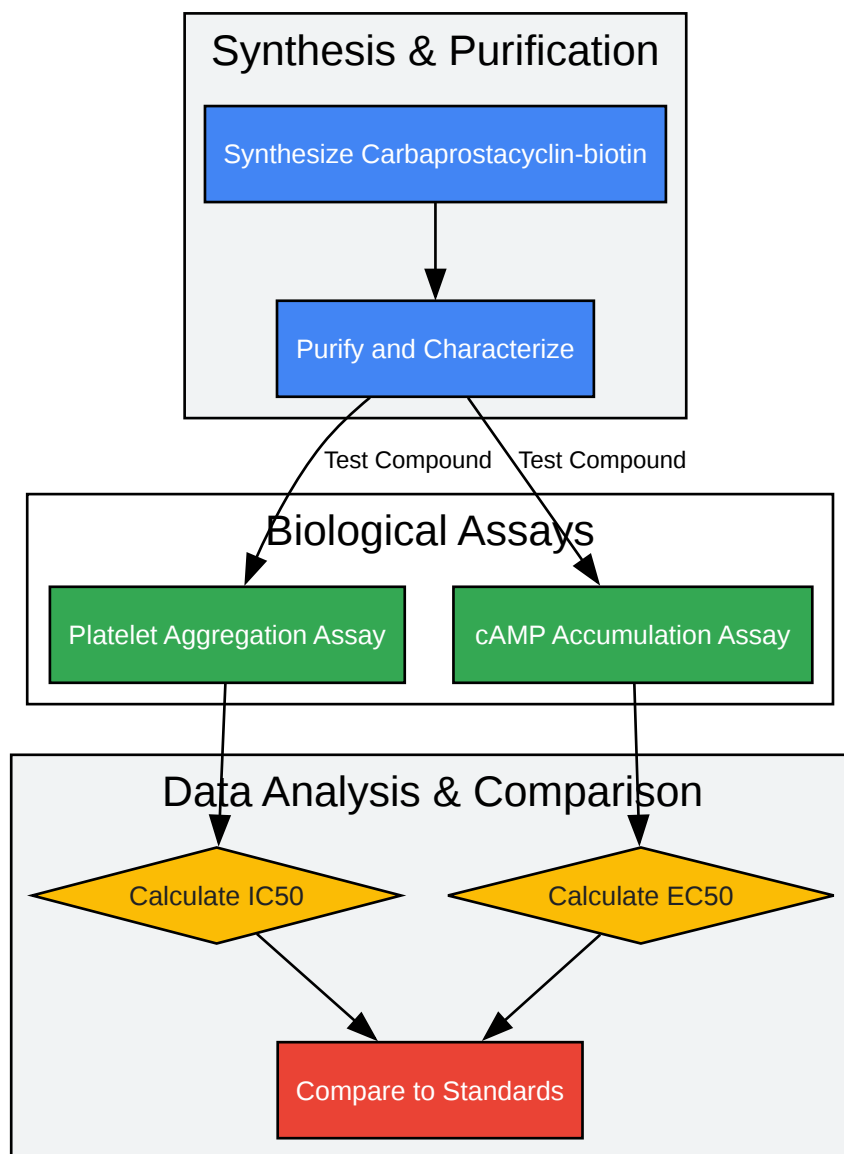 Synthesis & Purification
Synthesize Carbaprostacyclin-biotin
Purify and Characterize
Test Compound
Test Compound
Biological Assays
Platelet Aggregation Assay
cAMP Accumulation Assay
Data Analysis & Comparison
Calculate IC50
Calculate EC50
Compare to Standards